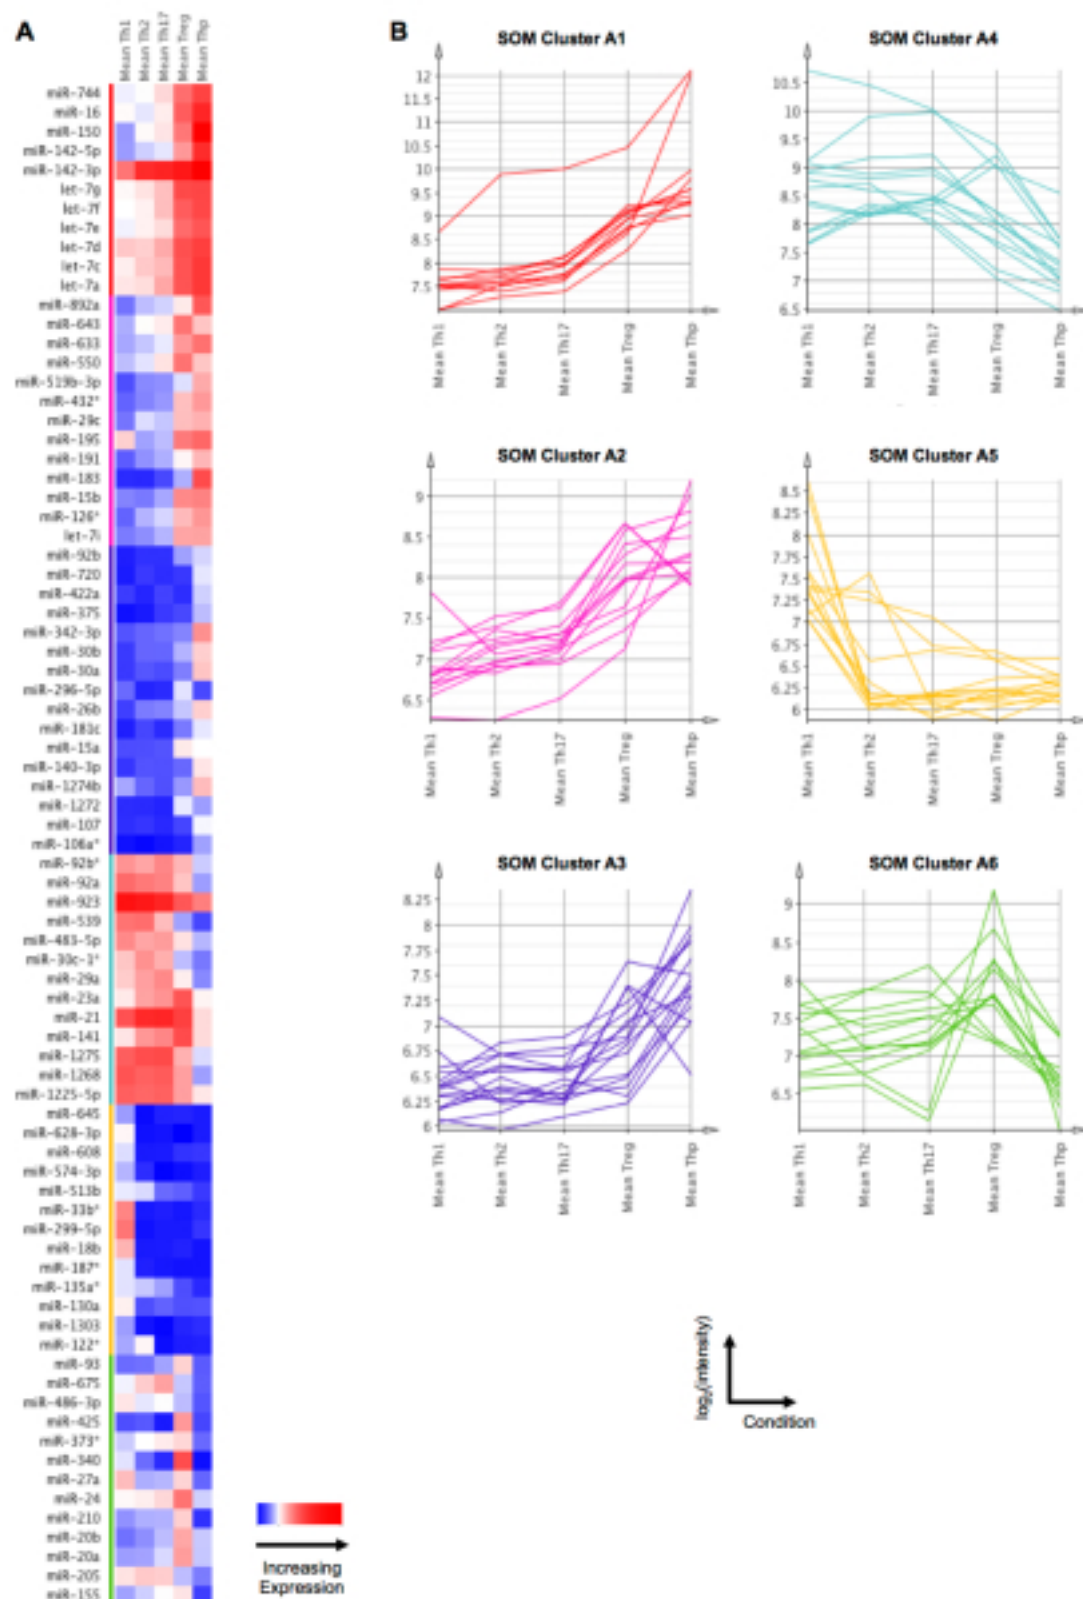 A
Mean Th1
Mean Th2
Mean Th17
Mean Treg
Mean Thp
miR-744
miR-16
miR-150
miR-142-5p
miR-142-3p
let-7g
let-7f
let-7e
let-7d
let-7c
let-7a
miR-892a
miR-643
miR-633
miR-550
miR-519b-3p
miR-432*
miR-29c
miR-195
miR-191
miR-183
miR-15b
miR-126*
let-7i
miR-92b
miR-720
miR-422a
miR-375
miR-342-3p
miR-30b
miR-30a
miR-296-5p
miR-26b
miR-181c
miR-15a
miR-140-3p
miR-1274b
miR-1272
miR-107
miR-106a*
miR-92b*
miR-92a
miR-923
miR-539
miR-483-5p
miR-30c-1*
miR-29a
miR-23a
miR-21
miR-141
miR-1275
miR-1268
miR-1225-5p
miR-645
miR-628-3p
miR-608
miR-574-3p
miR-513b
miR-33b*
miR-299-5p
miR-18b
miR-187*
miR-135a*
miR-130a
miR-1303
miR-122*
miR-93
miR-675
miR-486-3p
miR-425
miR-373*
miR-340
miR-27a
miR-24
miR-210
miR-20b
miR-20a
miR-205
miR-155
Increasing
Expression
B
SOM Cluster A1
12
11.5
11
10.5
10
9.5
9
8.5
8
7.5
Mean Th1
Mean Th2
Mean Th17
Mean Treg
Mean Thp
SOM Cluster A4
10.5
10
9.5
9
8.5
8
7.5
7
6.5
Mean Th1
Mean Th2
Mean Th17
Mean Treg
Mean Thp
SOM Cluster A2
9
8.5
8
7.5
7
6.5
Mean Th1
Mean Th2
Mean Th17
Mean Treg
Mean Thp
SOM Cluster A5
8.5
8.25
8
7.75
7.5
7.25
7
6.75
6.5
6.25
6
Mean Th1
Mean Th2
Mean Th17
Mean Treg
Mean Thp
SOM Cluster A3
8.25
8
7.75
7.5
7.25
7
6.75
6.5
6.25
6
Mean Th1
Mean Th2
Mean Th17
Mean Treg
Mean Thp
SOM Cluster A6
9
8.5
8
7.5
7
6.5
Mean Th1
Mean Th2
Mean Th17
Mean Treg
Mean Thp
log₂(intensity)
Condition